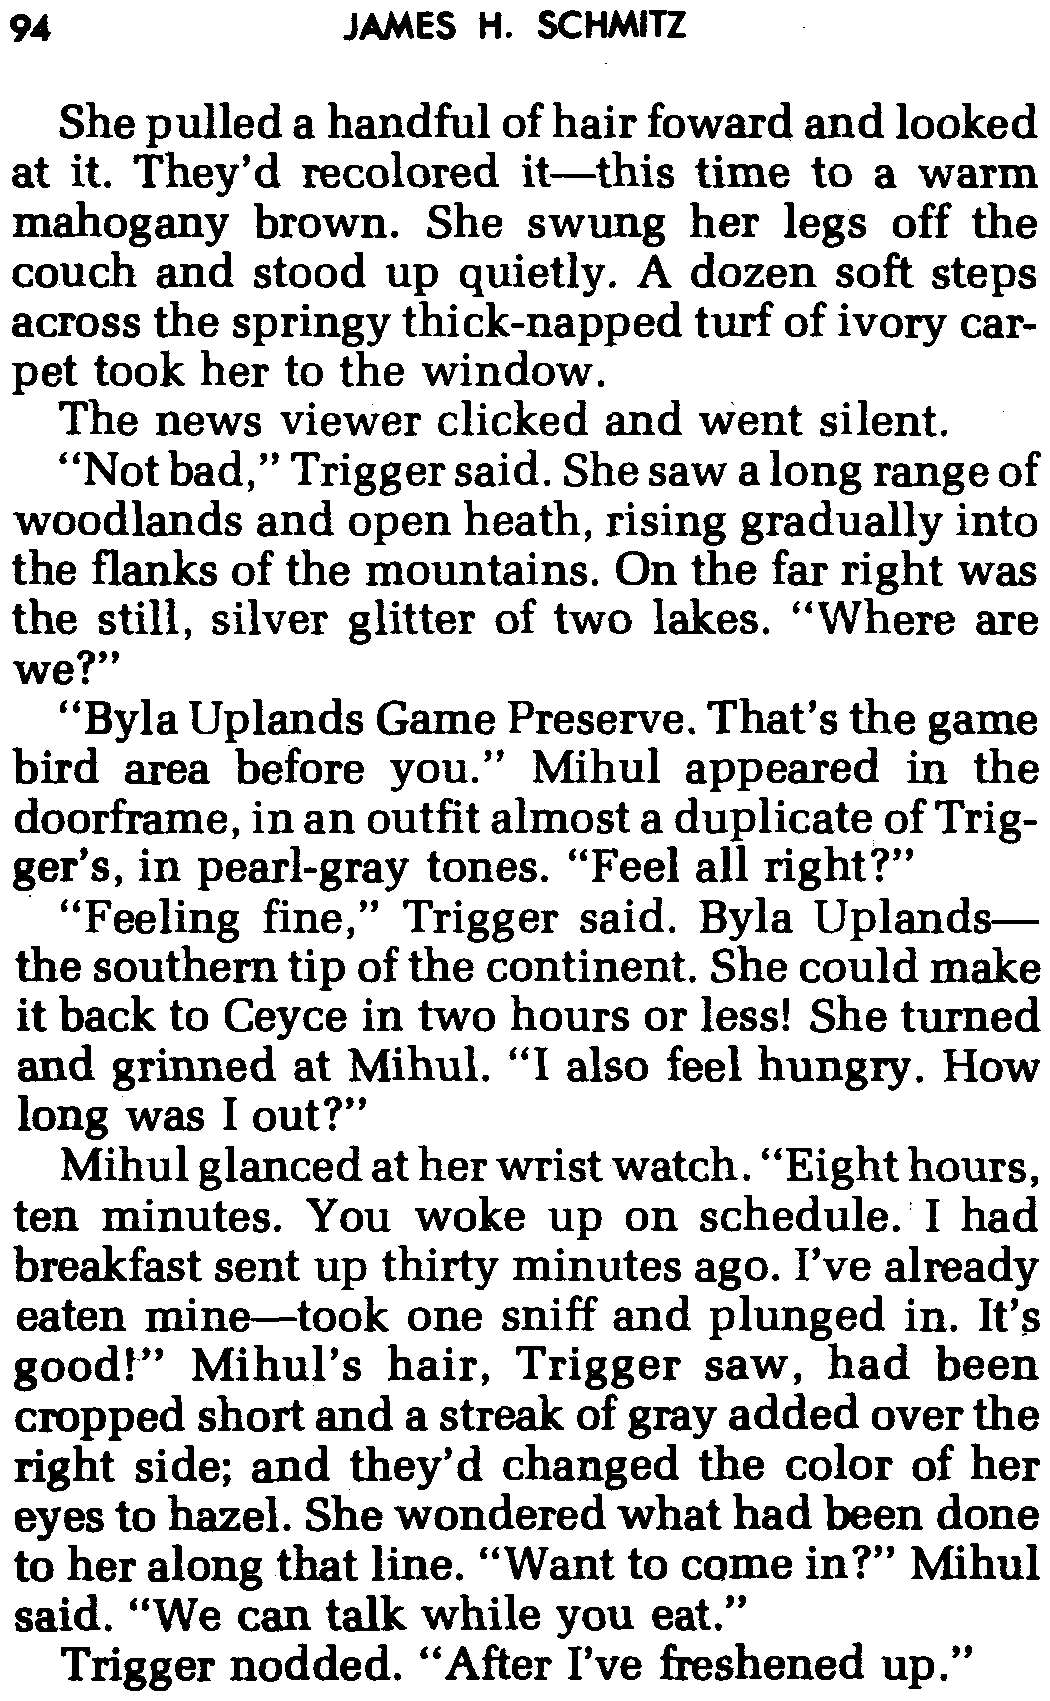 94 JAMES H. SCHMITZ
She pulled a handful of hair foward and looked
at it. They'd recolored it—this time to a warm
mahogany brown. She swung her legs off the
couch and stood up quietly. A dozen soft steps
across the springy thick-napped turf of ivory car-
pet took her to the window.
The news viewer clicked and went silent.
“Not bad,” Trigger said. She saw a long range of
woodlands and open heath, rising gradually into
the flanks of the mountains. On the far right was
the still, silver glitter of two lakes. “Where are
we?”
“Byla Uplands Game Preserve. That's the game
bird area before you.” Mihul appeared in the
doorframe, in an outfit almost a duplicate of Trig-
ger's, in pearl-gray tones. “Feel all right?”
“Feeling fine,” Trigger said. Byla Uplands—
the southern tip of the continent. She could make
it back to Ceyce in two hours or less! She turned
and grinned at Mihul. “I also feel hungry. How
long was I out?”
Mihul glanced at her wrist watch. “Eight hours,
ten minutes. You woke up on schedule. I had
breakfast sent up thirty minutes ago. I've already
eaten mine—took one sniff and plunged in. It's
good!” Mihul's hair, Trigger saw, had been
cropped short and a streak of gray added over the
right side; and they'd changed the color of her
eyes to hazel. She wondered what had been done
to her along that line. “Want to come in?” Mihul
said. “We can talk while you eat.”
Trigger nodded. “After I've freshened up.”